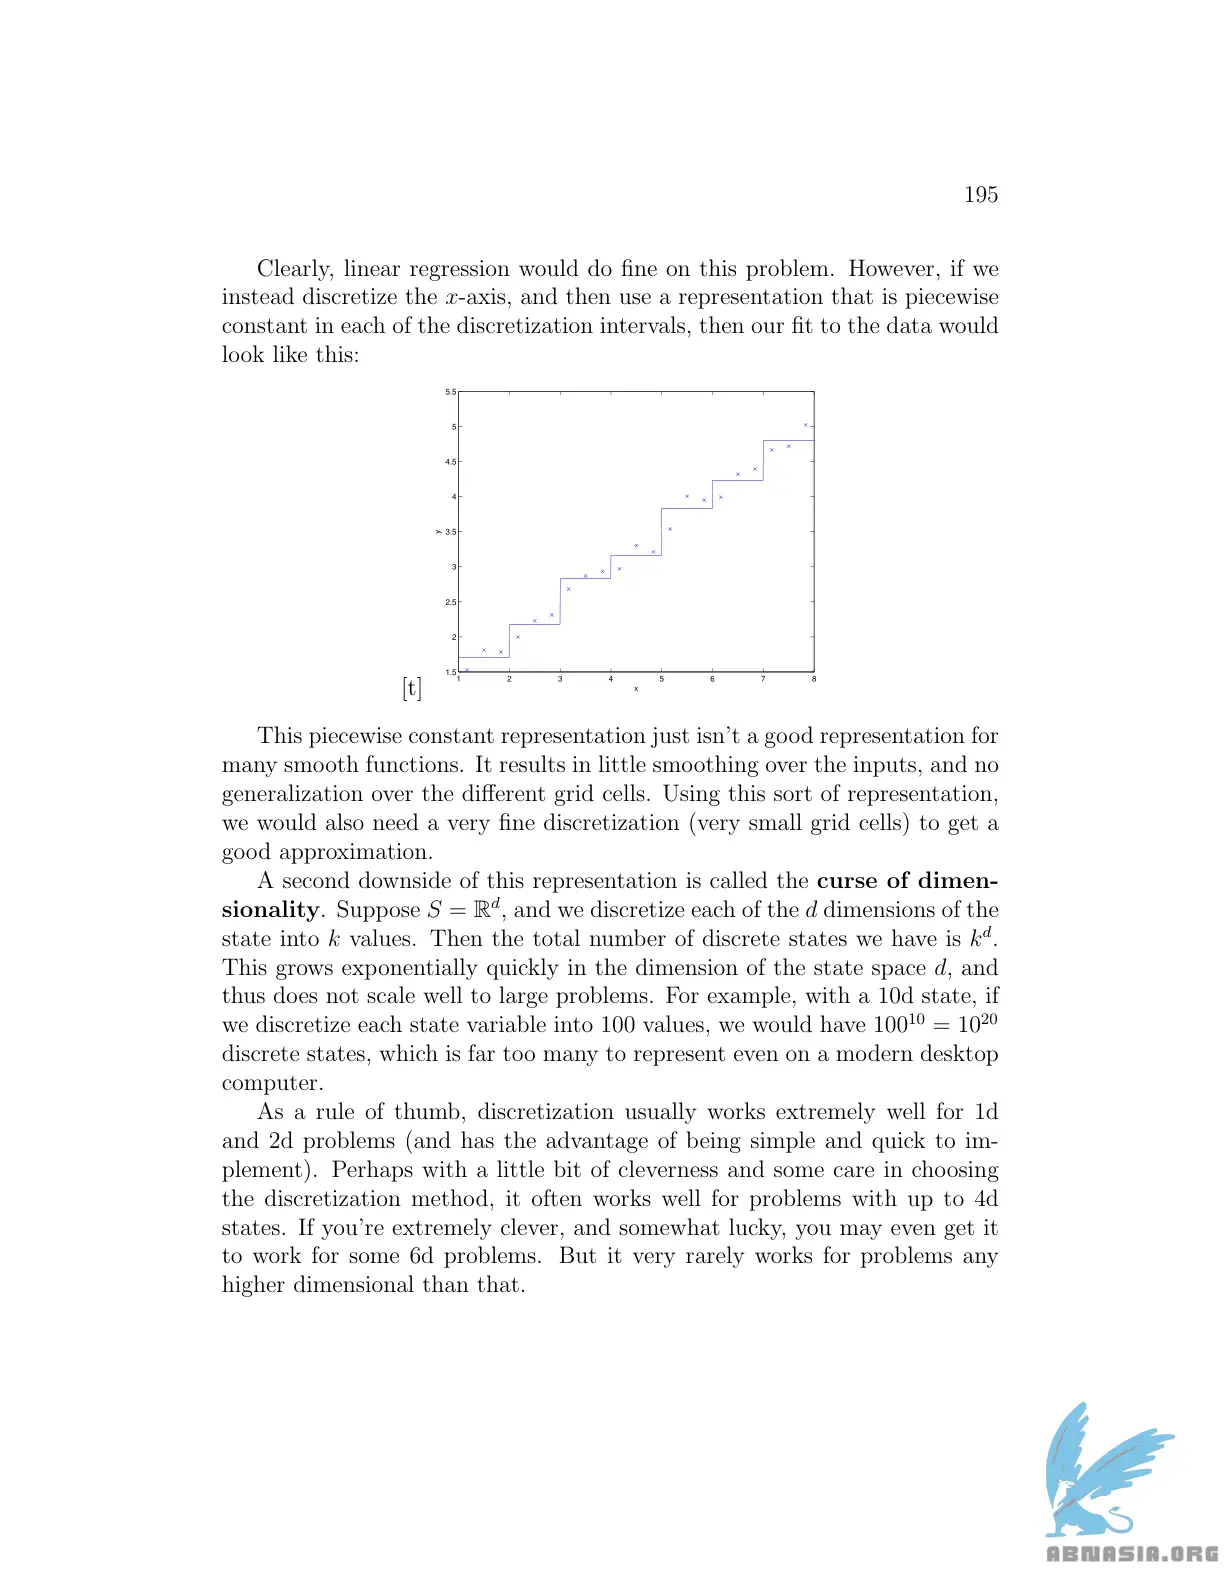 195
Clearly, linear regression would do fine on this problem. However, if we
instead discretize the x-axis, and then use a representation that is piecewise
constant in each of the discretization intervals, then our fit to the data would
look like this:
5.5
5
4.5
4
3.5
3
2.5
2
1.5
y
1 2 3 4 5 6 7 8
x
[t]
This piecewise constant representation just isn't a good representation for
many smooth functions. It results in little smoothing over the inputs, and no
generalization over the different grid cells. Using this sort of representation,
we would also need a very fine discretization (very small grid cells) to get a
good approximation.
A second downside of this representation is called the curse of dimen-
sionality. Suppose S = ℝᵈ, and we discretize each of the d dimensions of the
state into k values. Then the total number of discrete states we have is kᵈ.
This grows exponentially quickly in the dimension of the state space d, and
thus does not scale well to large problems. For example, with a 10d state, if
we discretize each state variable into 100 values, we would have 100¹⁰ = 10²⁰
discrete states, which is far too many to represent even on a modern desktop
computer.
As a rule of thumb, discretization usually works extremely well for 1d
and 2d problems (and has the advantage of being simple and quick to im-
plement). Perhaps with a little bit of cleverness and some care in choosing
the discretization method, it often works well for problems with up to 4d
states. If you're extremely clever, and somewhat lucky, you may even get it
to work for some 6d problems. But it very rarely works for problems any
higher dimensional than that.
ABNASIA.ORG